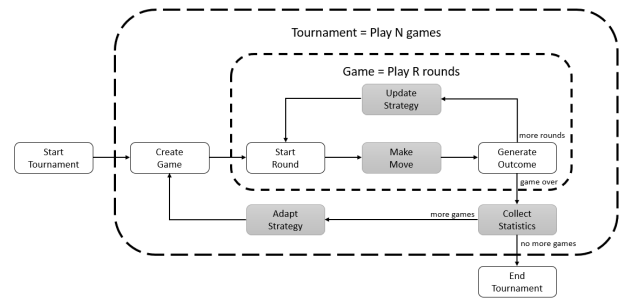 Tournament = Play N games
Game = Play R rounds
Update
Strategy
more rounds
Start
Tournament
Create
Game
Start
Round
Make
Move
Generate
Outcome
game over
Adapt
Strategy
more games
Collect
Statistics
no more games
End
Tournament